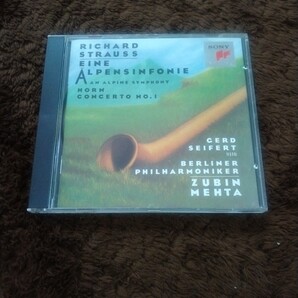 RICHARD
STRAUSS
EINE
ALPENSINFONIE
AN ALPINE SYMPHONY
HORN
CONCERTO NO.1
SONY
GERD
SEIFERT
BERLINER
PHILHARMONIKER
ZUBIN
MEHTA